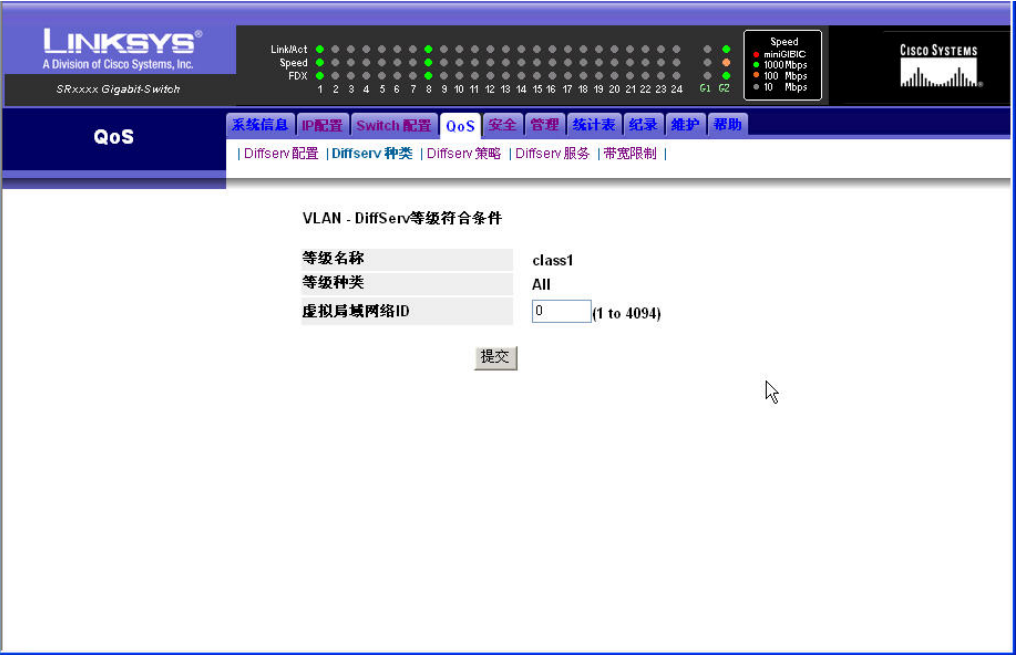 LINKSYS®
A Division of Cisco Systems, Inc.
SRxxxx Gigabit-Switch
Link/Act
Speed
FDX
1 2 3 4 5 6 7 8 9 10 11 12 13 14 15 16 17 18 19 20 21 22 23 24 G1 G2
Speed
miniGIBIC
1000Mbps
100 Mbps
10 Mbps
CISCO SYSTEMS
QoS
系统信息 IP配置 Switch 配置 QoS 安全 管理 统计表 纪录 维护 帮助
| Diffserv 配置 | Diffserv 种类 | Diffserv 策略 | Diffserv 服务 | 带宽限制 |
VLAN - DiffServ等级符合条件
等级名称 class1
等级种类 All
虚拟局域网络ID 0 (1 to 4094)
提交